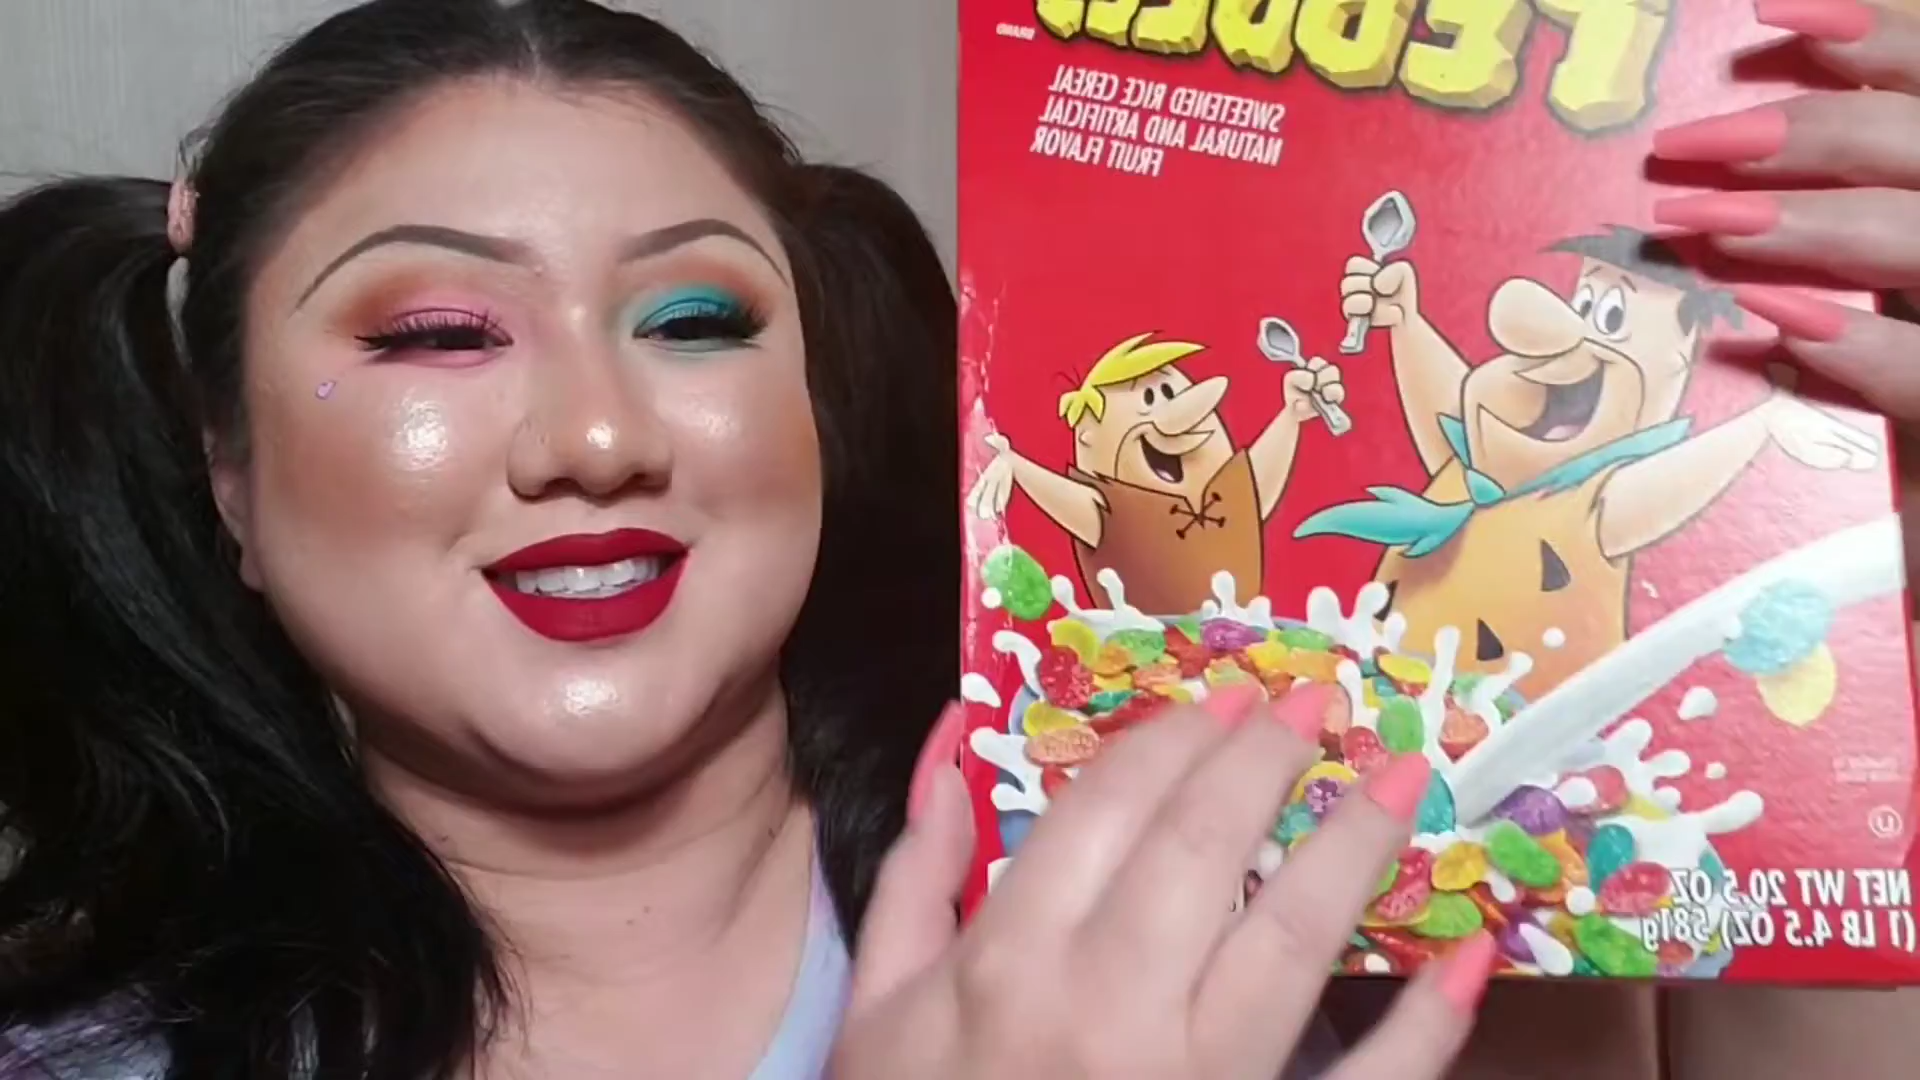 PEBBLES
BRAND
SWEETENED RICE CEREAL
NATURAL AND ARTIFICIAL
FRUIT FLAVOR
NET WT 20.5 OZ
(1 LB 4.5 OZ) 581g
U